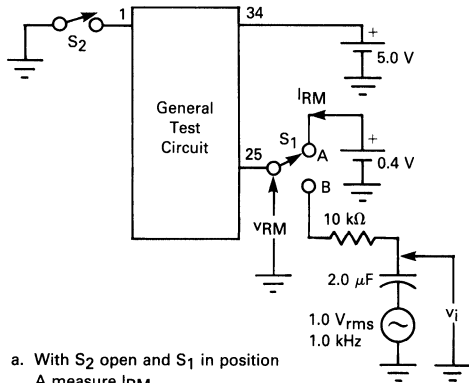 1
34
S2
+
5.0 V
General
Test
Circuit
IRM
S1
A
+
0.4 V
25
B
vRM
10 kΩ
2.0 μF
vi
1.0 Vrms
1.0 kHz
a. With S2 open and S1 in position
A measure IRM